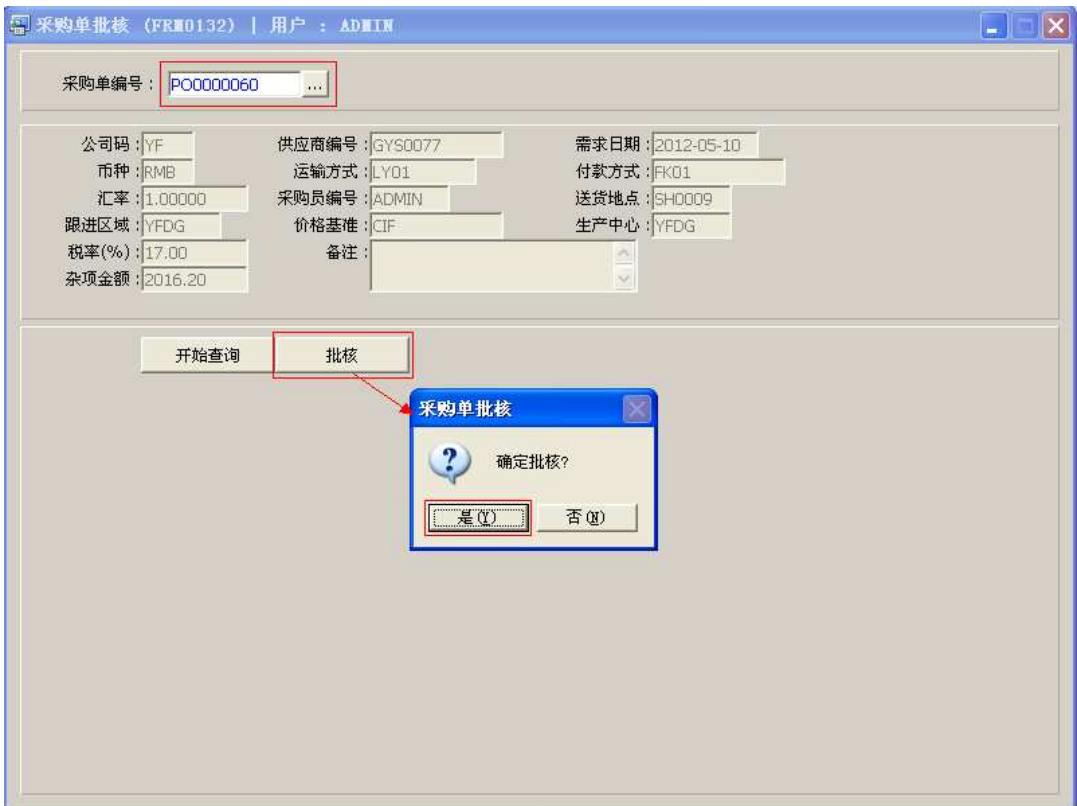 采购单批核 (FRM0132) | 用户 : ADMIN
采购单编号: PO0000060 ...
公司码: YF 供应商编号: GYS0077 需求日期: 2012-05-10
币种: RMB 运输方式: LY01 付款方式: FK01
汇率: 1.00000 采购员编号: ADMIN 送货地点: SH0009
跟进区域: YFDG 价格基准: CIF 生产中心: YFDG
税率(%): 17.00 备注:
杂项金额: 2016.20
开始查询 批核
采购单批核
确定批核?
是(Y) 否(N)